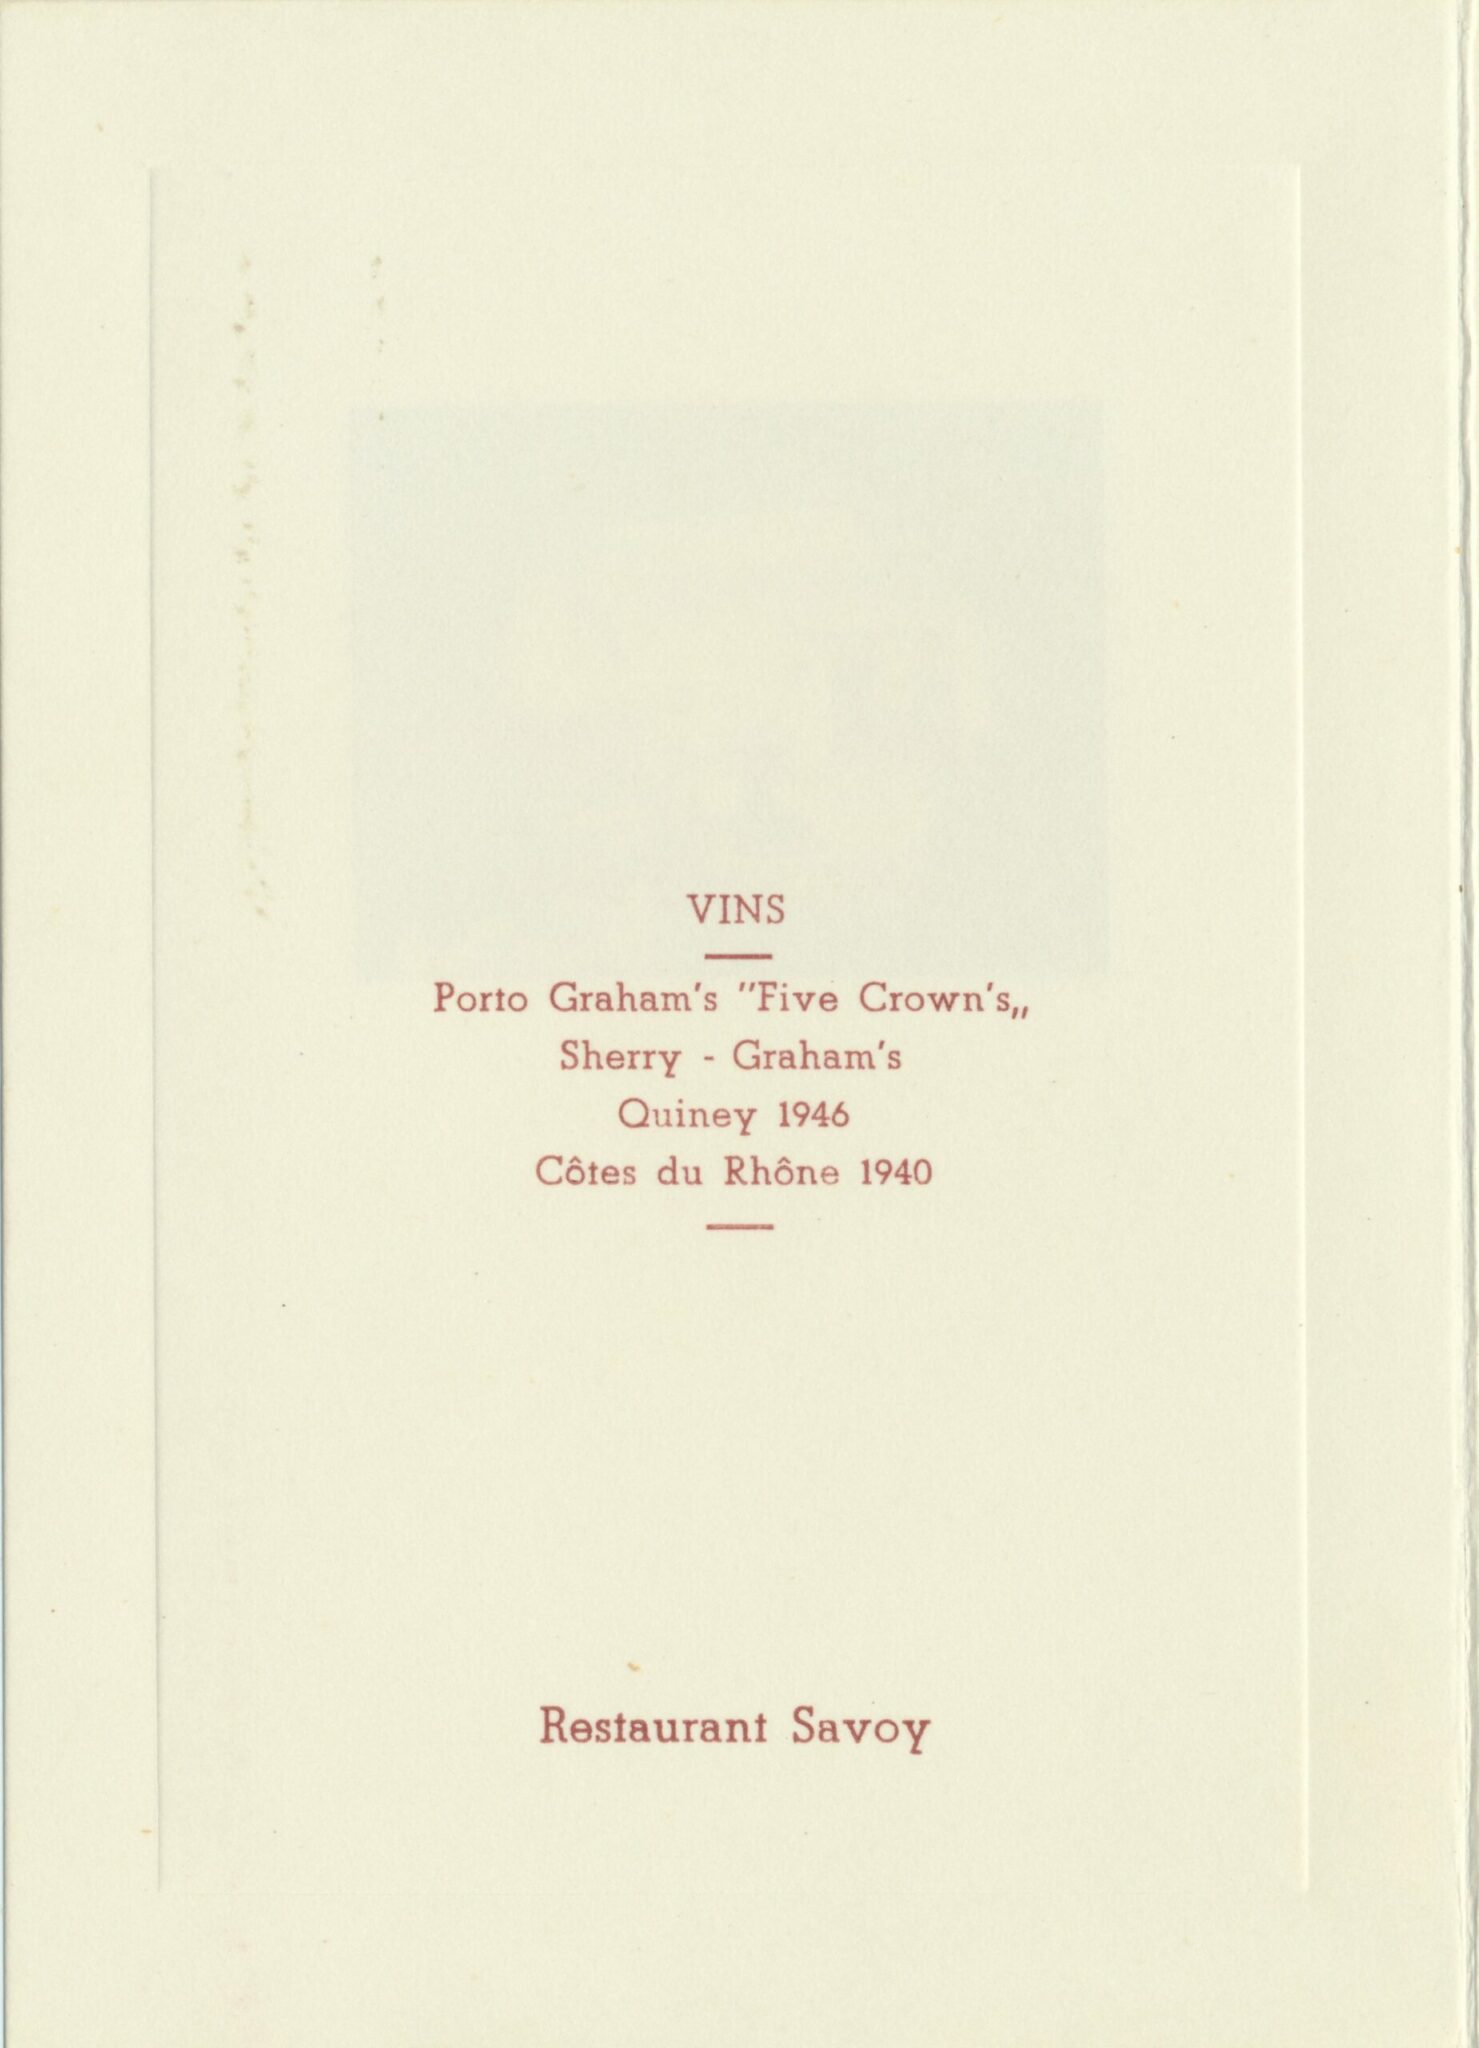 VINS
Porto Graham's "Five Crown's„
Sherry - Graham's
Quiney 1946
Côtes du Rhône 1940
Restaurant Savoy